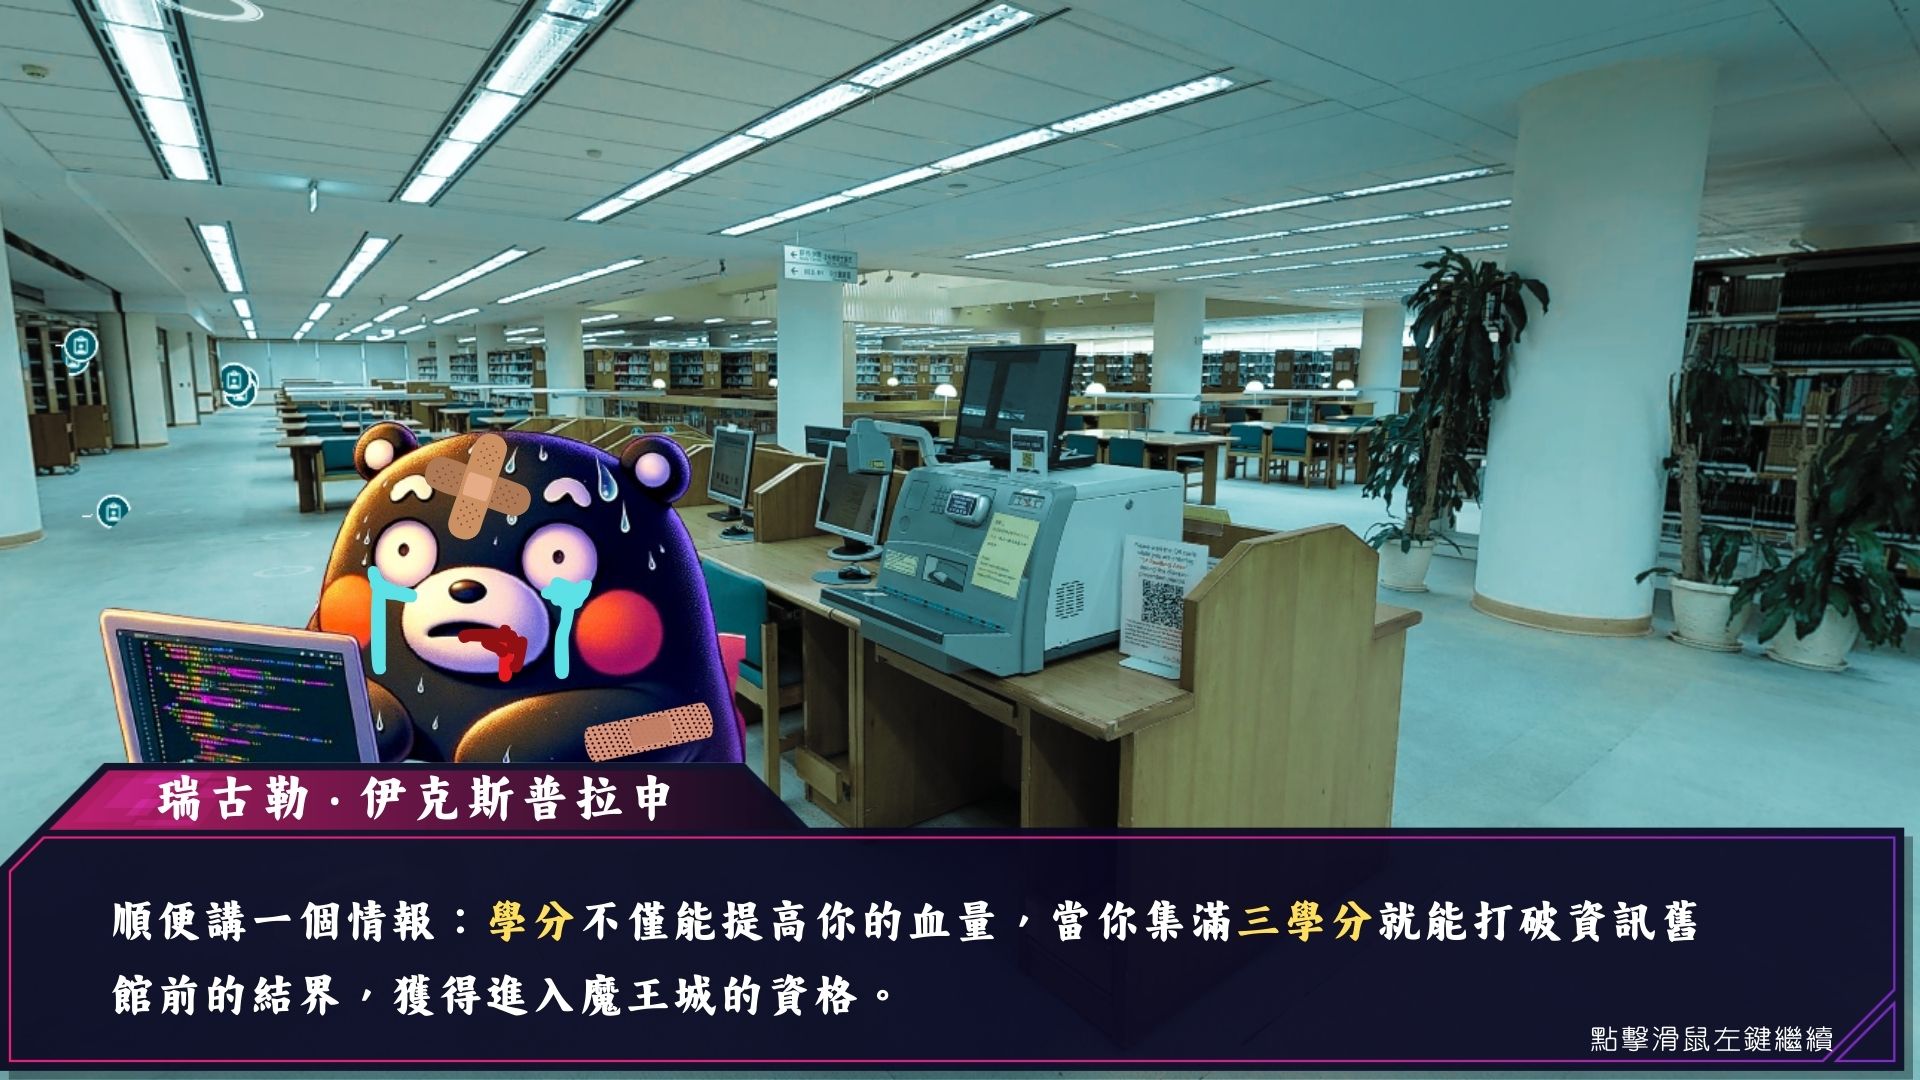 瑞古勒·伊克斯普拉申
順便講一個情報：學分不僅能提高你的血量，當你集滿三學分就能打破資訊舊
館前的結界，獲得進入魔王城的資格。
點擊滑鼠左鍵繼續